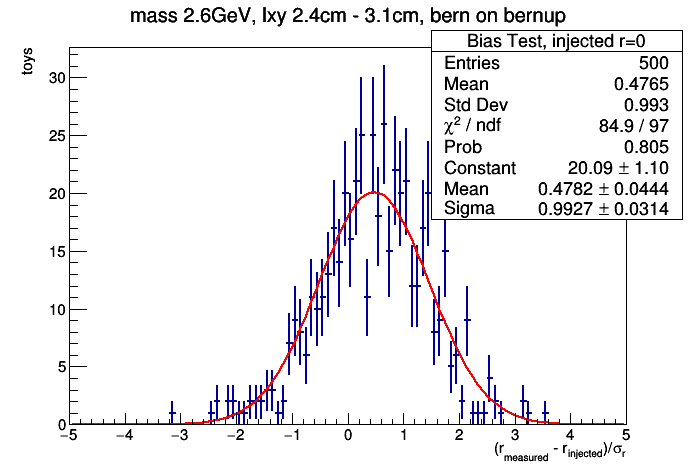 mass 2.6GeV, lxy 2.4cm - 3.1cm, bern on bernup
toys
Bias Test, injected r=0
Entries 500
Mean 0.4765
Std Dev 0.993
χ² / ndf 84.9 / 97
Prob 0.805
Constant 20.09 ± 1.10
Mean 0.4782 ± 0.0444
Sigma 0.9927 ± 0.0314
30
25
20
15
10
5
0
−5 −4 −3 −2 −1 0 1 2 3 4 5
(r_measured - r_injected)/σ_r